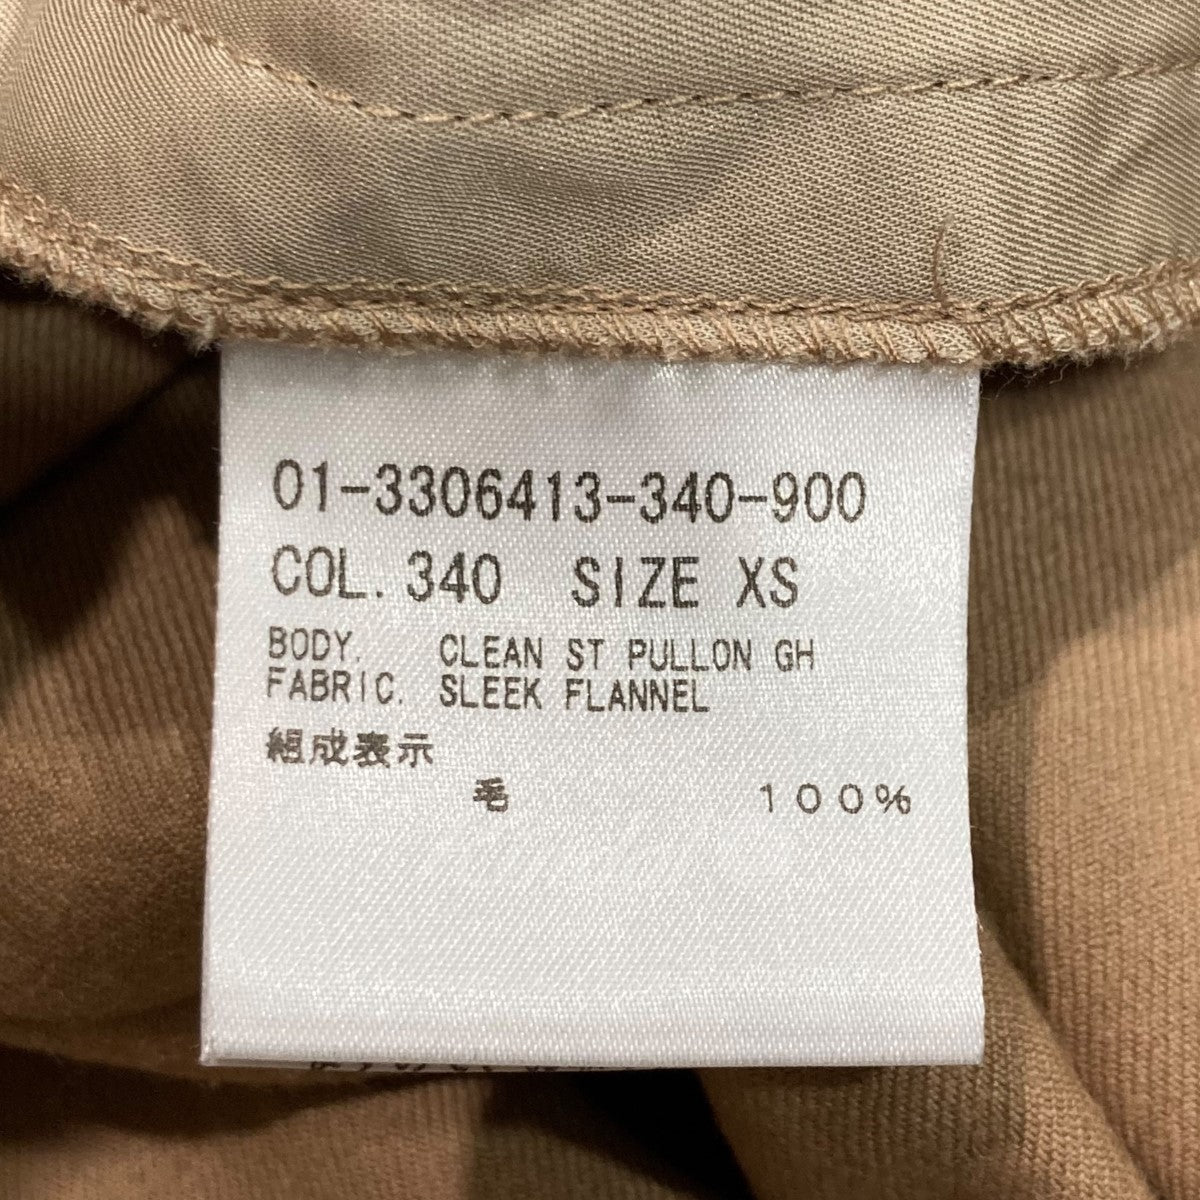 01-3306413-340-900
COL. 340 SIZE XS
BODY. CLEAN ST PULLON GH
FABRIC. SLEEK FLANNEL
組成表示
毛 100%